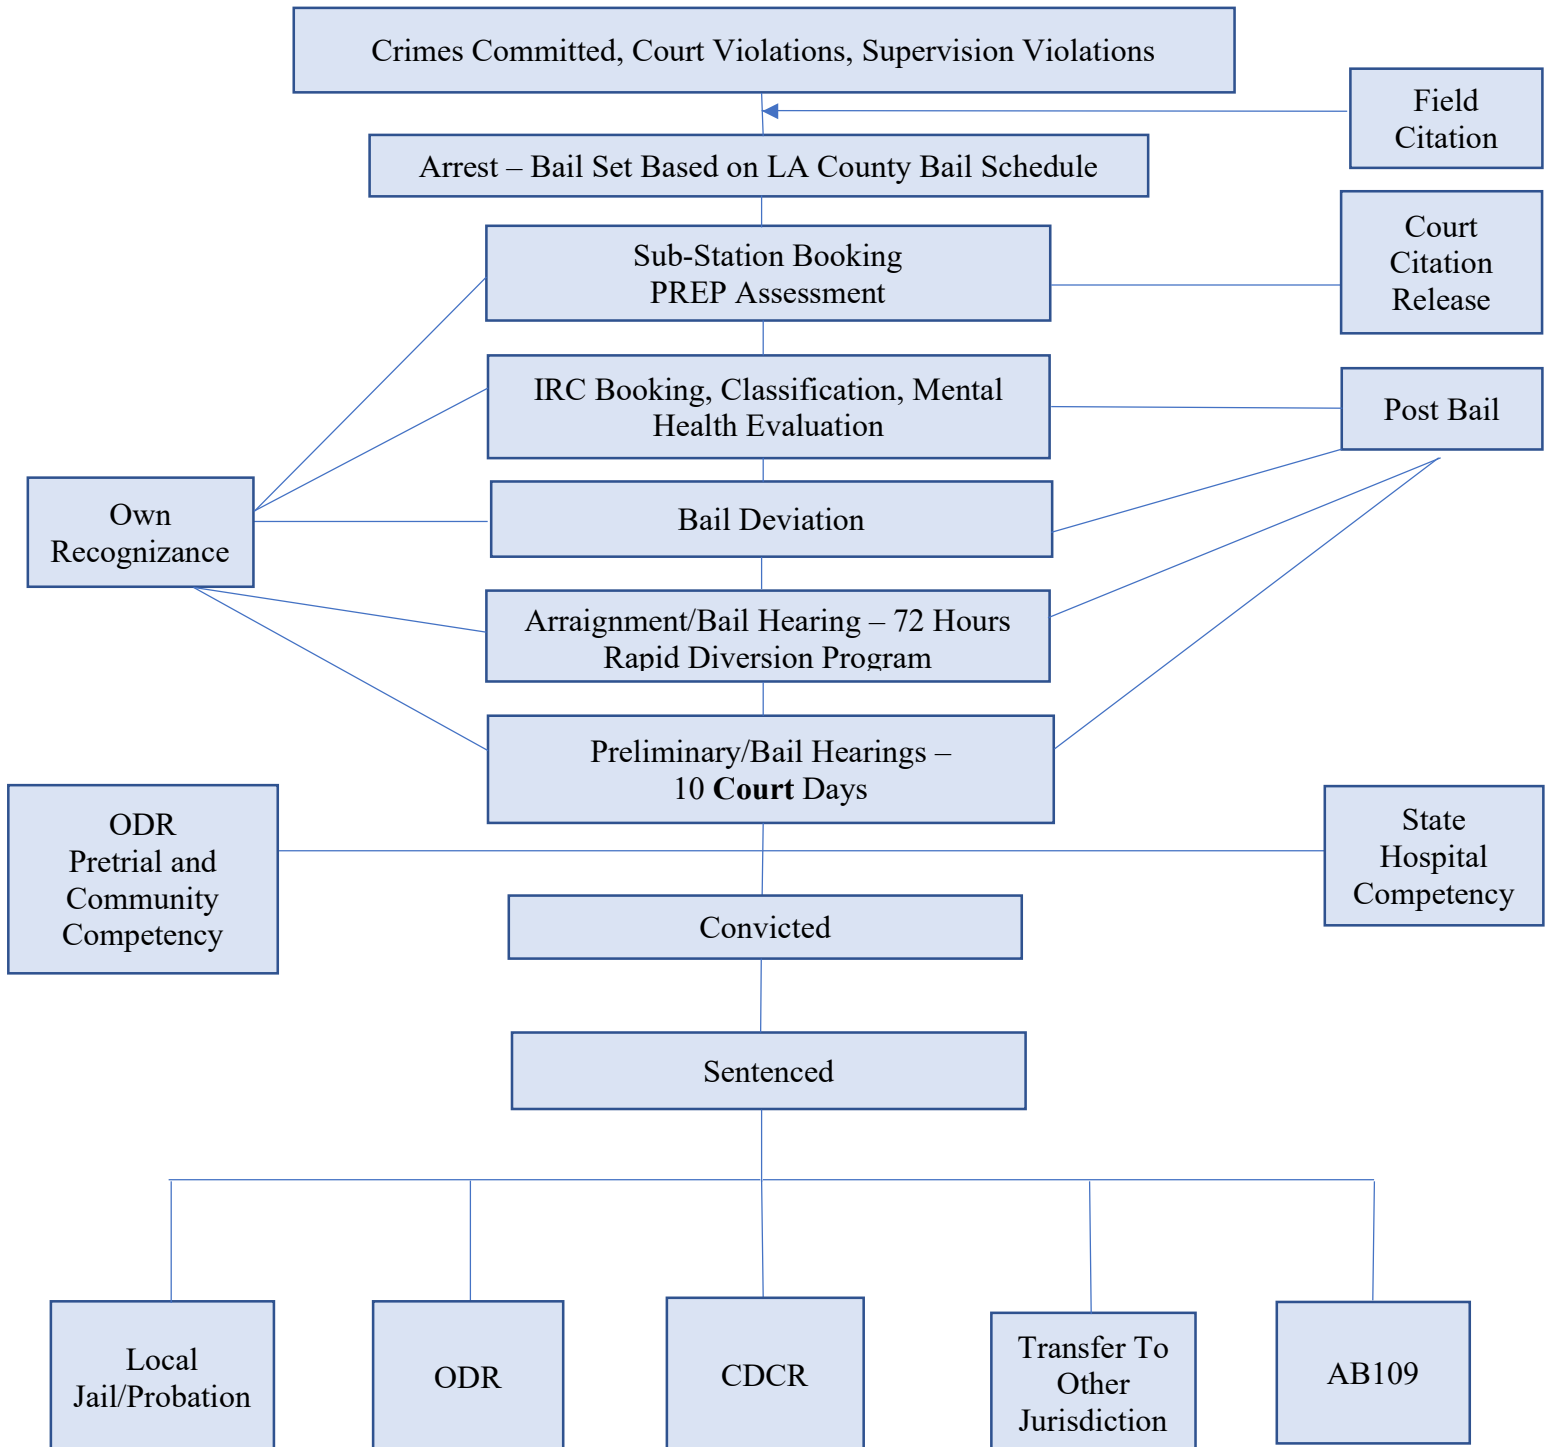 Crimes Committed, Court Violations, Supervision Violations
Field
Citation
Arrest – Bail Set Based on LA County Bail Schedule
Court
Citation
Release
Sub-Station Booking
PREP Assessment
IRC Booking, Classification, Mental
Health Evaluation
Post Bail
Own
Recognizance
Bail Deviation
Arraignment/Bail Hearing – 72 Hours
Rapid Diversion Program
Preliminary/Bail Hearings –
10 Court Days
ODR
Pretrial and
Community
Competency
State
Hospital
Competency
Convicted
Sentenced
Local
Jail/Probation
ODR
CDCR
Transfer To
Other
Jurisdiction
AB109